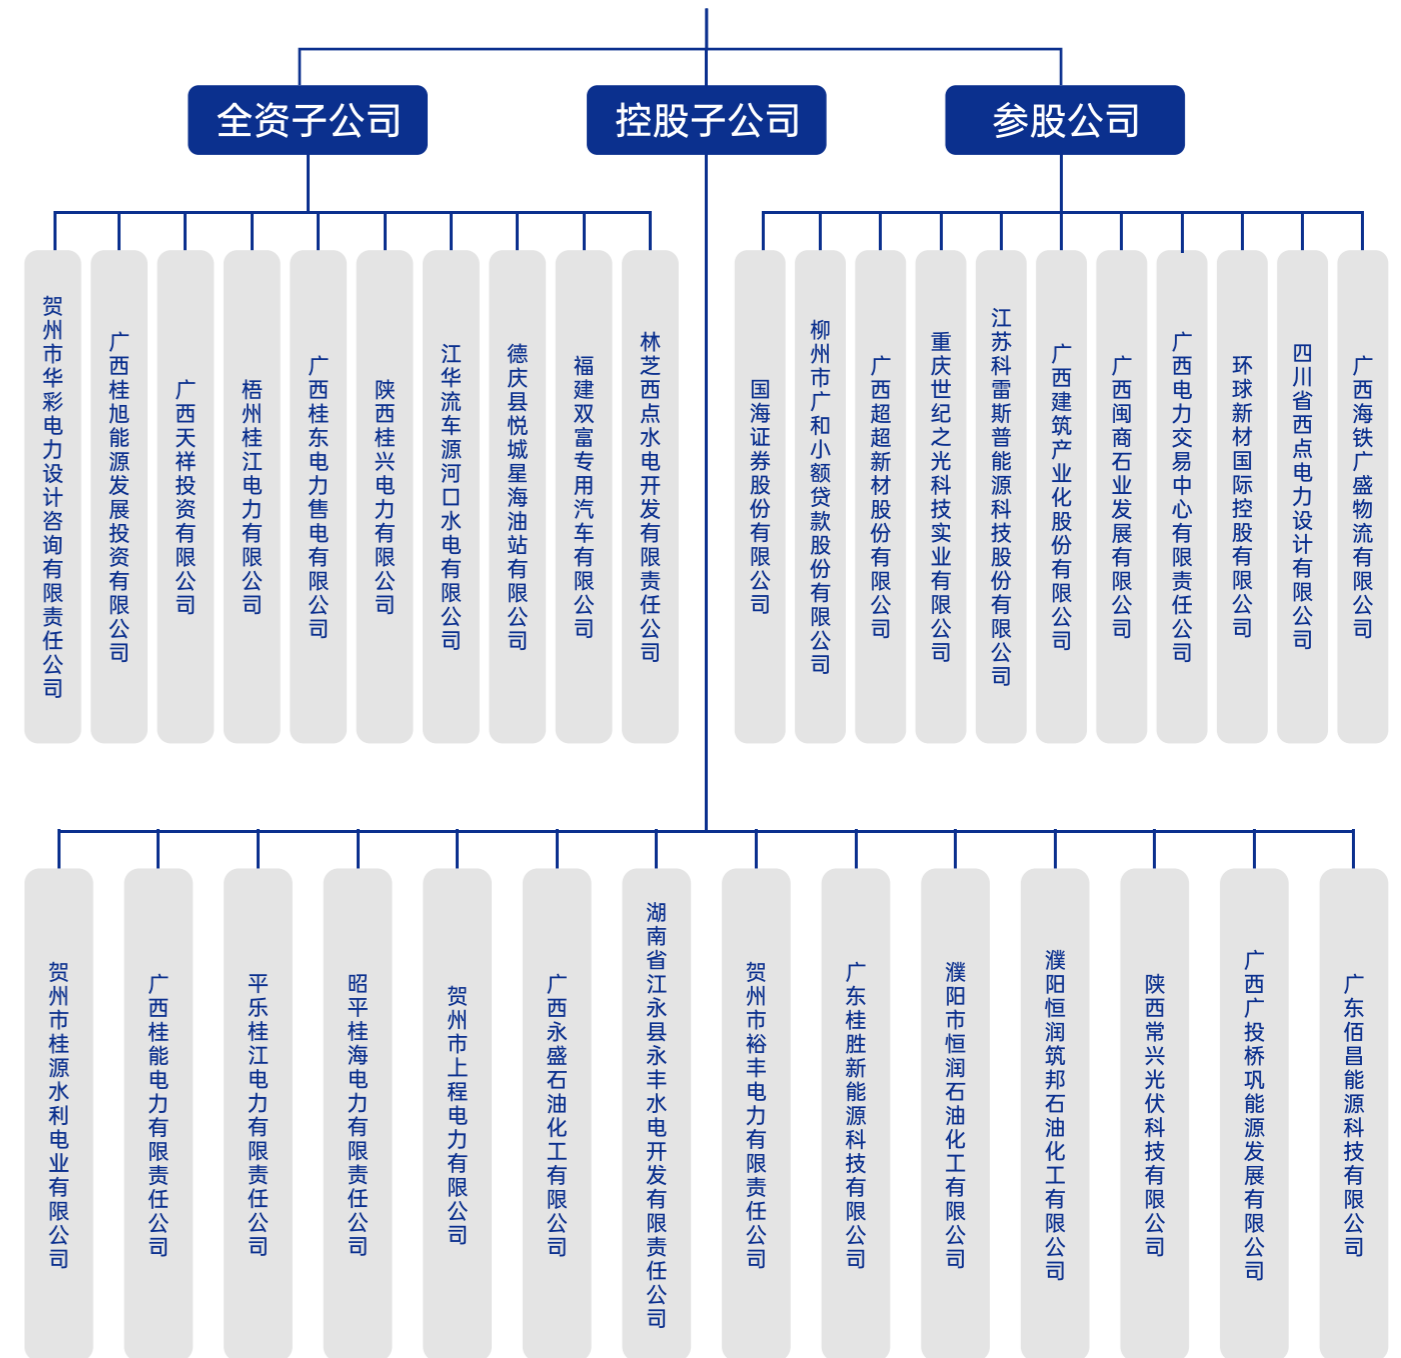 全资子公司
控股子公司
参股公司
贺州市华彩电力设计咨询有限责任公司
广西桂旭能源发展投资有限公司
广西天祥投资有限公司
梧州桂江电力有限公司
广西桂东电力售电有限公司
陕西桂兴电力有限公司
江华流车源河口水电有限公司
德庆县悦城星海油站有限公司
福建双富专用汽车有限公司
林芝西点水电开发有限责任公司
国海证券股份有限公司
柳州市广和小额贷款股份有限公司
广西超超新材股份有限公司
重庆世纪之光科技实业有限公司
江苏科雷斯普能源科技股份有限公司
广西建筑产业化股份有限公司
广西闽商石业发展有限公司
广西电力交易中心有限责任公司
环球新材国际控股有限公司
四川省西点电力设计有限公司
广西海铁广盛物流有限公司
贺州市桂源水利电业有限公司
广西桂能电力有限责任公司
平乐桂江电力有限责任公司
昭平桂海电力有限责任公司
贺州市上程电力有限公司
广西永盛石油化工有限公司
湖南省江永县永丰水电开发有限责任公司
贺州市裕丰电力有限责任公司
广东桂胜新能源科技有限公司
濮阳市恒润石油化工有限公司
濮阳恒润筑邦石油化工有限公司
陕西常兴光伏科技有限公司
广西广投桥巩能源发展有限公司
广东佰昌能源科技有限公司